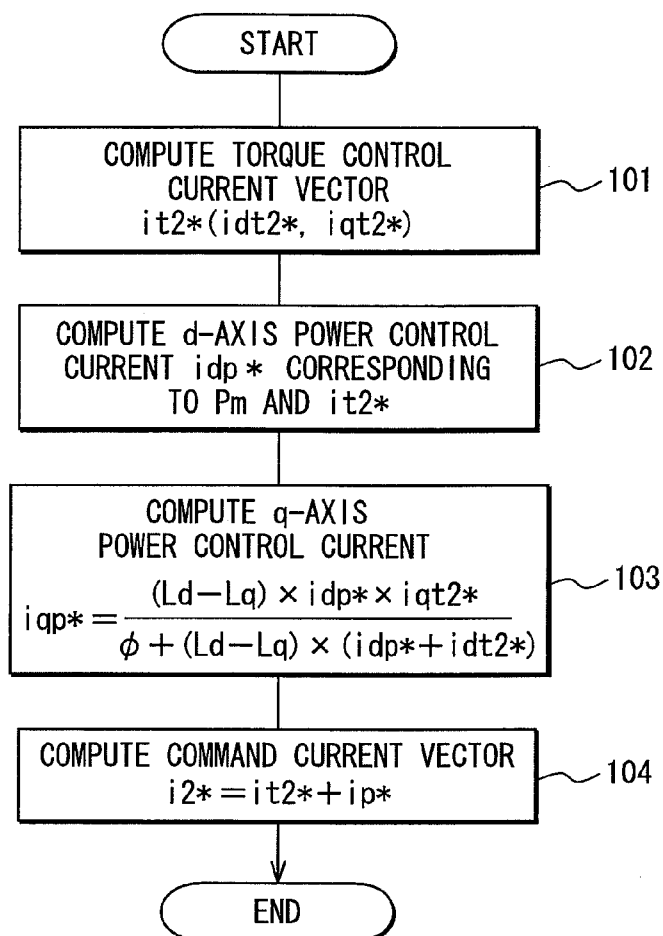 START
COMPUTE TORQUE CONTROL
CURRENT VECTOR
it2*(idt2*, iqt2*)
101
COMPUTE d-AXIS POWER CONTROL
CURRENT idp* CORRESPONDING
TO Pm AND it2*
102
COMPUTE q-AXIS
POWER CONTROL CURRENT
iqp* = (Ld-Lq) × idp* × iqt2* / ϕ + (Ld-Lq) × (idp*+idt2*)
103
COMPUTE COMMAND CURRENT VECTOR
i2* = it2* + ip*
104
END